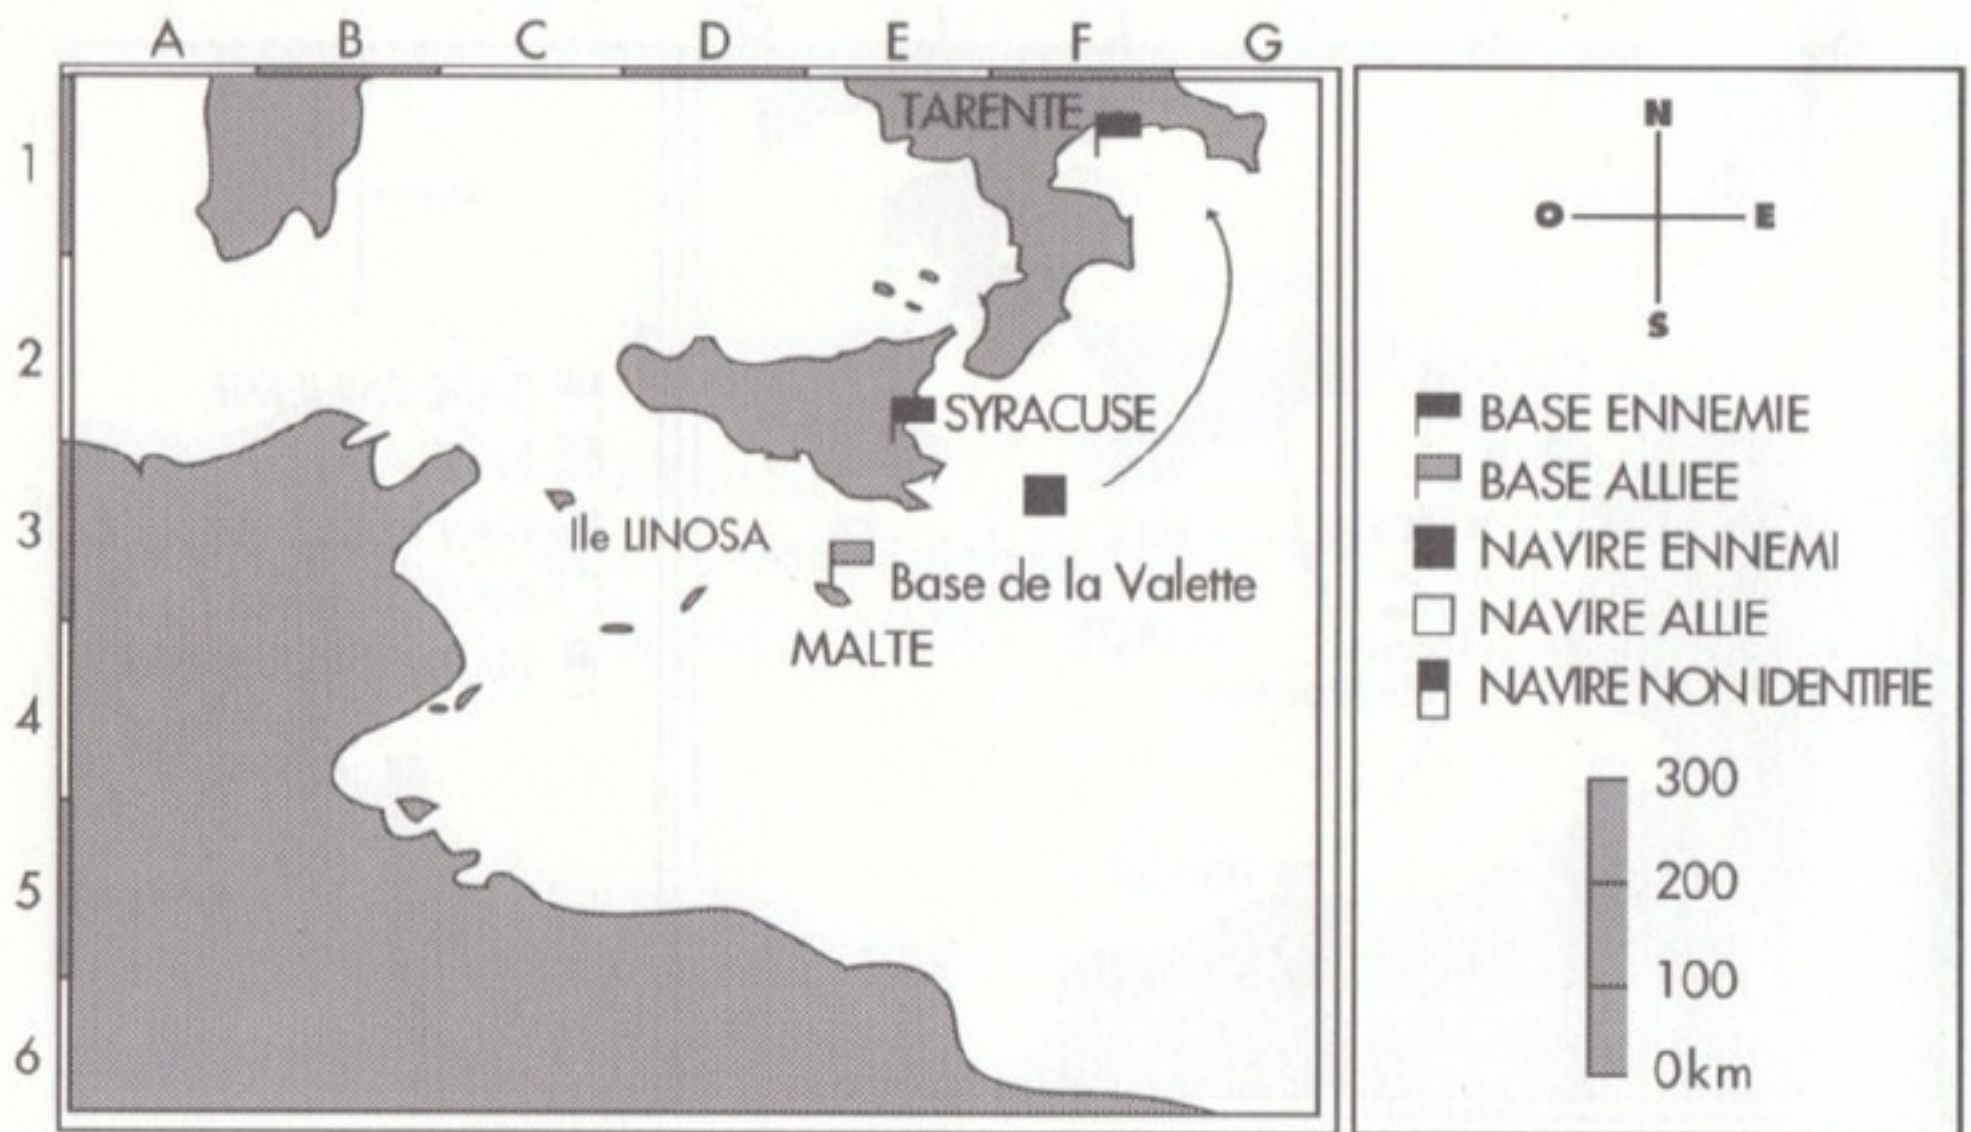 A B C D E F G
1
2
3
4
5
6
TARENTE
SYRACUSE
Ile LINOSA
Base de la Valette
MALTE
N
O E
S
BASE ENNEMIE
BASE ALLIEE
NAVIRE ENNEMI
NAVIRE ALLIE
NAVIRE NON IDENTIFIE
300
200
100
0km